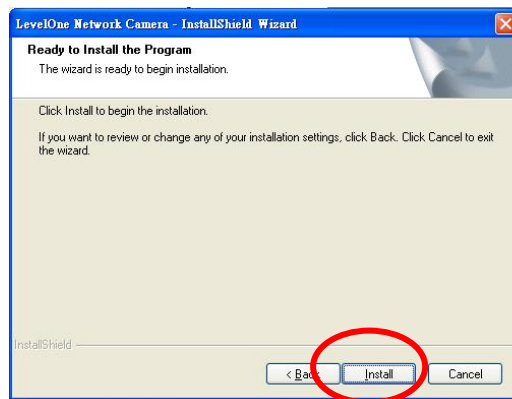 LevelOne Network Camera - InstallShield Wizard
Ready to Install the Program
The wizard is ready to begin installation.
Click Install to begin the installation.
If you want to review or change any of your installation settings, click Back. Click Cancel to exit
the wizard.
InstallShield
< Back Install Cancel